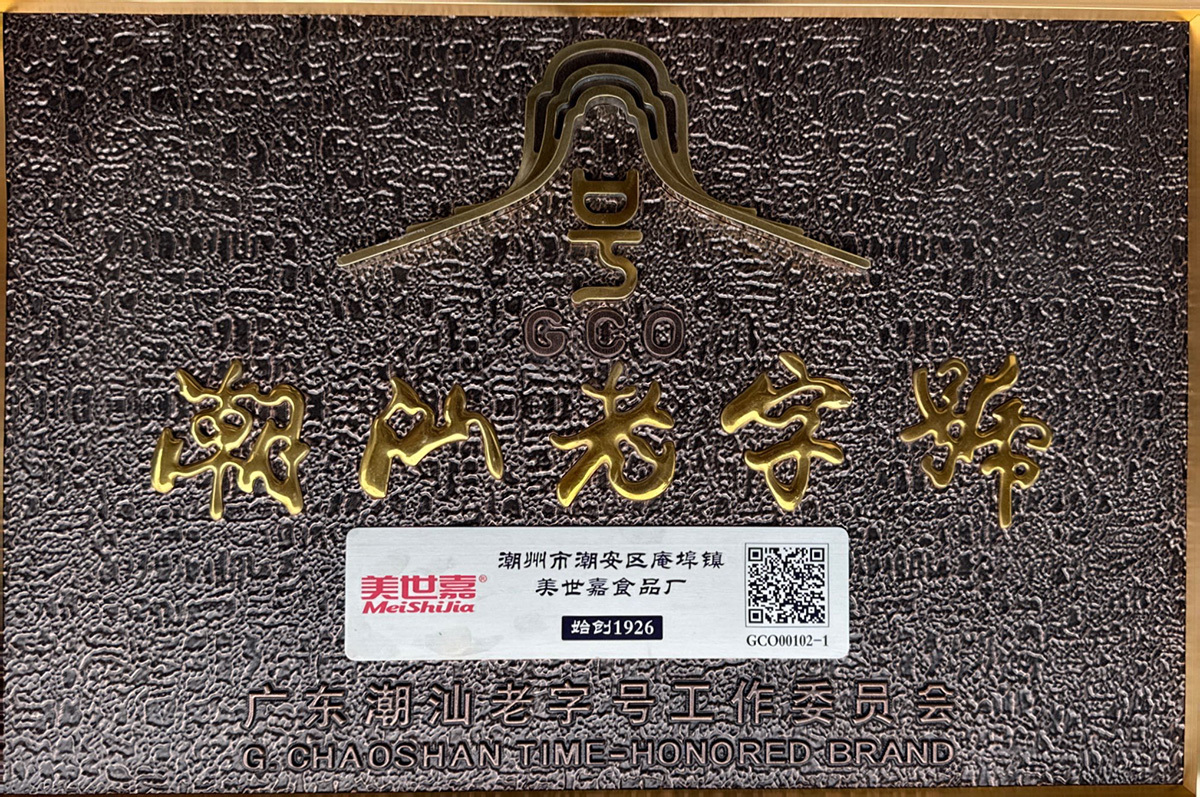 GCO
潮汕老字號
美世嘉®
MeiShiJia
潮州市潮安区庵埠镇
美世嘉食品厂
始创1926
GCO00102-1
广东潮汕老字号工作委员会
G. CHAOSHAN TIME-HONORED BRAND